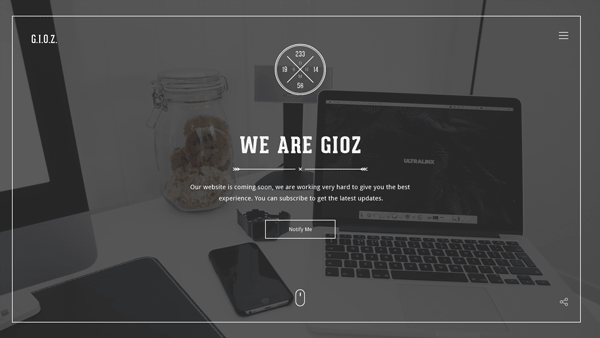 G.I.O.Z.
233
19
14
56
WE ARE GIOZ
Our website is coming soon, we are working very hard to give you the best
experience. You can subscribe to get the latest updates.
Notify Me
ULTRALINX